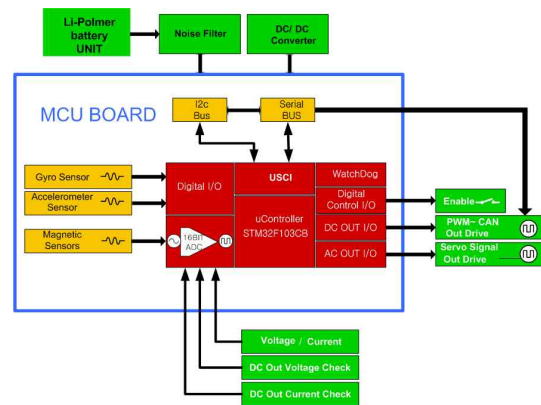 Li-Polmer
battery
UNIT
Noise Filter
DC/ DC
Converter
MCU BOARD
I2c
Bus
Serial
BUS
Gyro Sensor
Accelerometer
Sensor
Magnetic
Sensors
Digital I/O
16BIT
ADC
USCI
uController
STM32F103CB
WatchDog
Digital
Control I/O
DC OUT I/O
AC OUT I/O
Enable
PWM~ CAN
Out Drive
Servo Signal
Out Drive
Voltage / Current
DC Out Voltage Check
DC Out Current Check